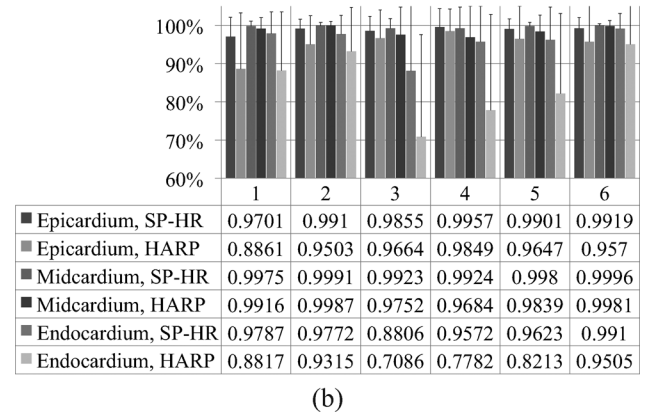 100%
90%
80%
70%
60%
1 2 3 4 5 6
Epicardium, SP-HR 0.9701 0.991 0.9855 0.9957 0.9901 0.9919
Epicardium, HARP 0.8861 0.9503 0.9664 0.9849 0.9647 0.957
Midcardium, SP-HR 0.9975 0.9991 0.9923 0.9924 0.998 0.9996
Midcardium, HARP 0.9916 0.9987 0.9752 0.9684 0.9839 0.9981
Endocardium, SP-HR 0.9787 0.9772 0.8806 0.9572 0.9623 0.991
Endocardium, HARP 0.8817 0.9315 0.7086 0.7782 0.8213 0.9505
(b)